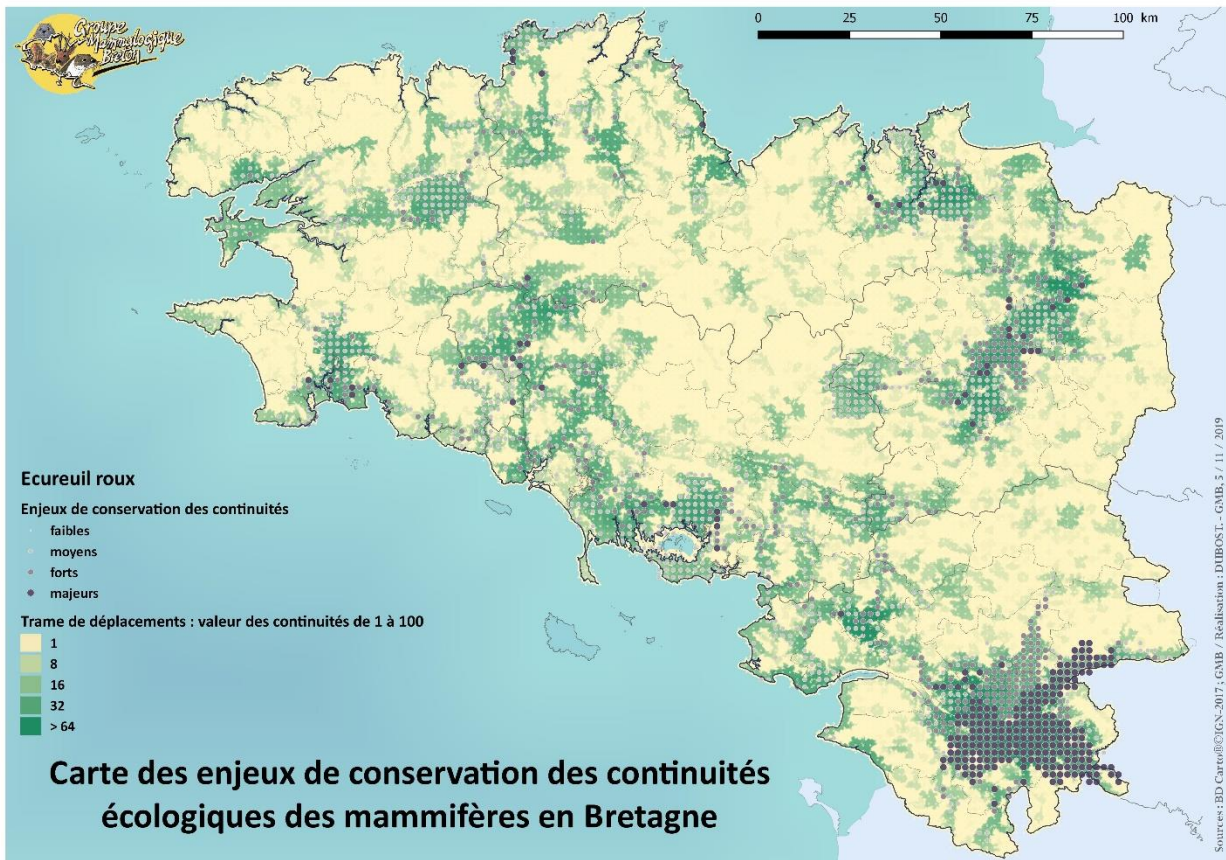 Groupe
Mammalogique
Breton
0 25 50 75 100 km
Ecureuil roux
Enjeux de conservation des continuités
faibles
moyens
forts
majeurs
Trame de déplacements : valeur des continuités de 1 à 100
1
8
16
32
> 64
Carte des enjeux de conservation des continuités
écologiques des mammifères en Bretagne
Sources : BD Carto®©IGN-2017 ; GMB / Réalisation : DUBOST. - GMB, 5 / 11 / 2019